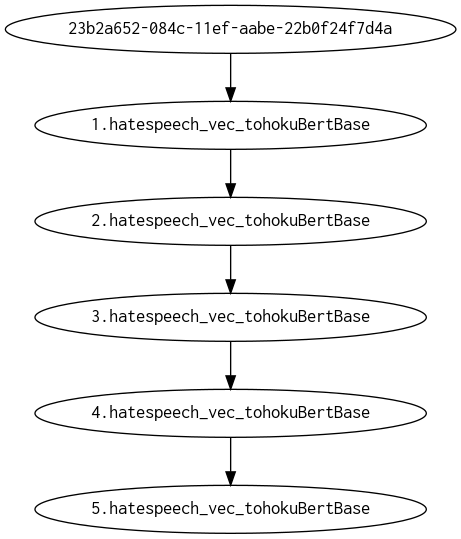 23b2a652-084c-11ef-aabe-22b0f24f7d4a
1.hatespeech_vec_tohokuBertBase
2.hatespeech_vec_tohokuBertBase
3.hatespeech_vec_tohokuBertBase
4.hatespeech_vec_tohokuBertBase
5.hatespeech_vec_tohokuBertBase